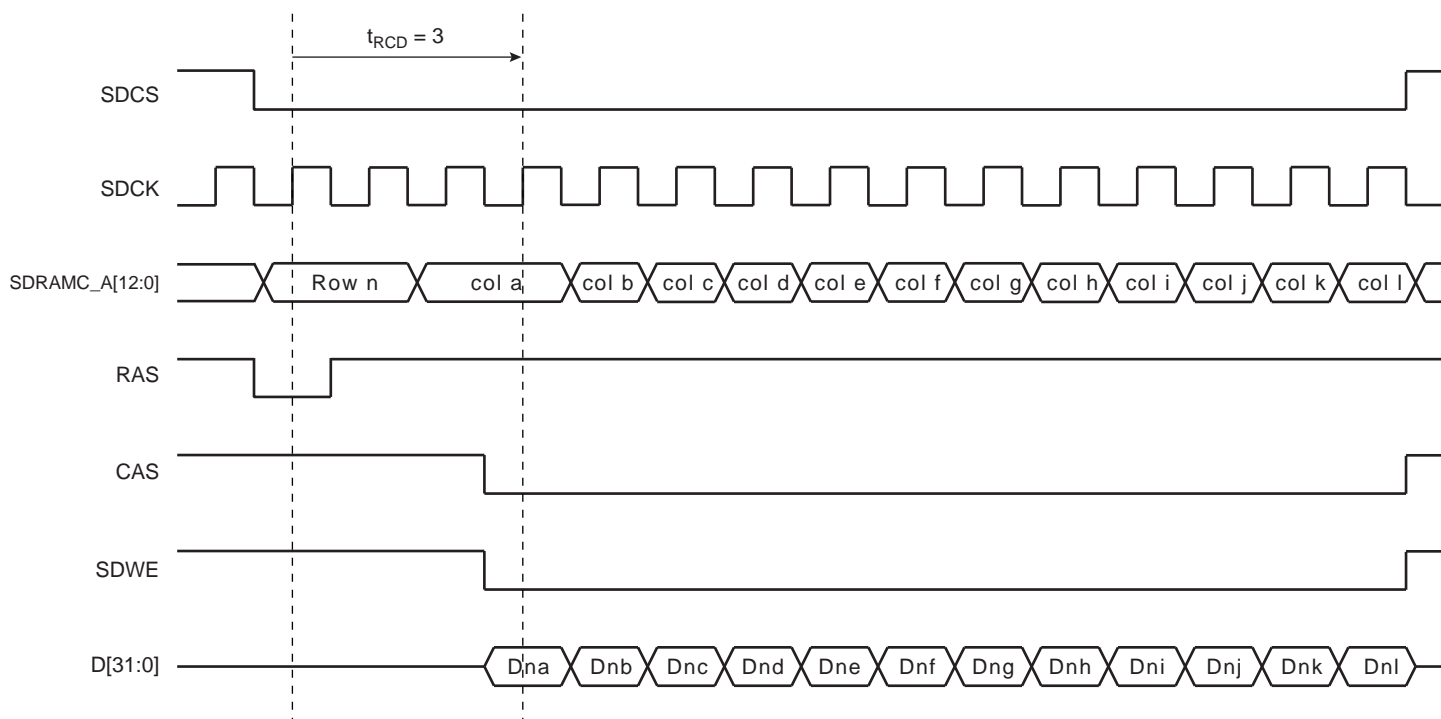 tRCD = 3
SDCS
SDCK
SDRAMC_A[12:0] Row n col a col b col c col d col e col f col g col h col i col j col k col l
RAS
CAS
SDWE
D[31:0] Dna Dnb Dnc Dnd Dne Dnf Dng Dnh Dni Dnj Dnk Dnl